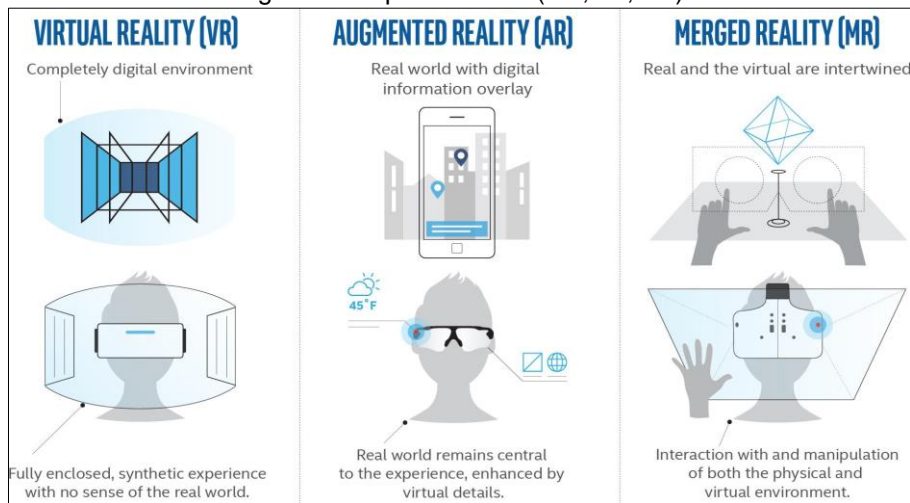 VIRTUAL REALITY (VR)
Completely digital environment
Fully enclosed, synthetic experience
with no sense of the real world.
AUGMENTED REALITY (AR)
Real world with digital
information overlay
45°F
Real world remains central
to the experience, enhanced by
virtual details.
MERGED REALITY (MR)
Real and the virtual are intertwined
Interaction with and manipulation
of both the physical and
virtual environment.